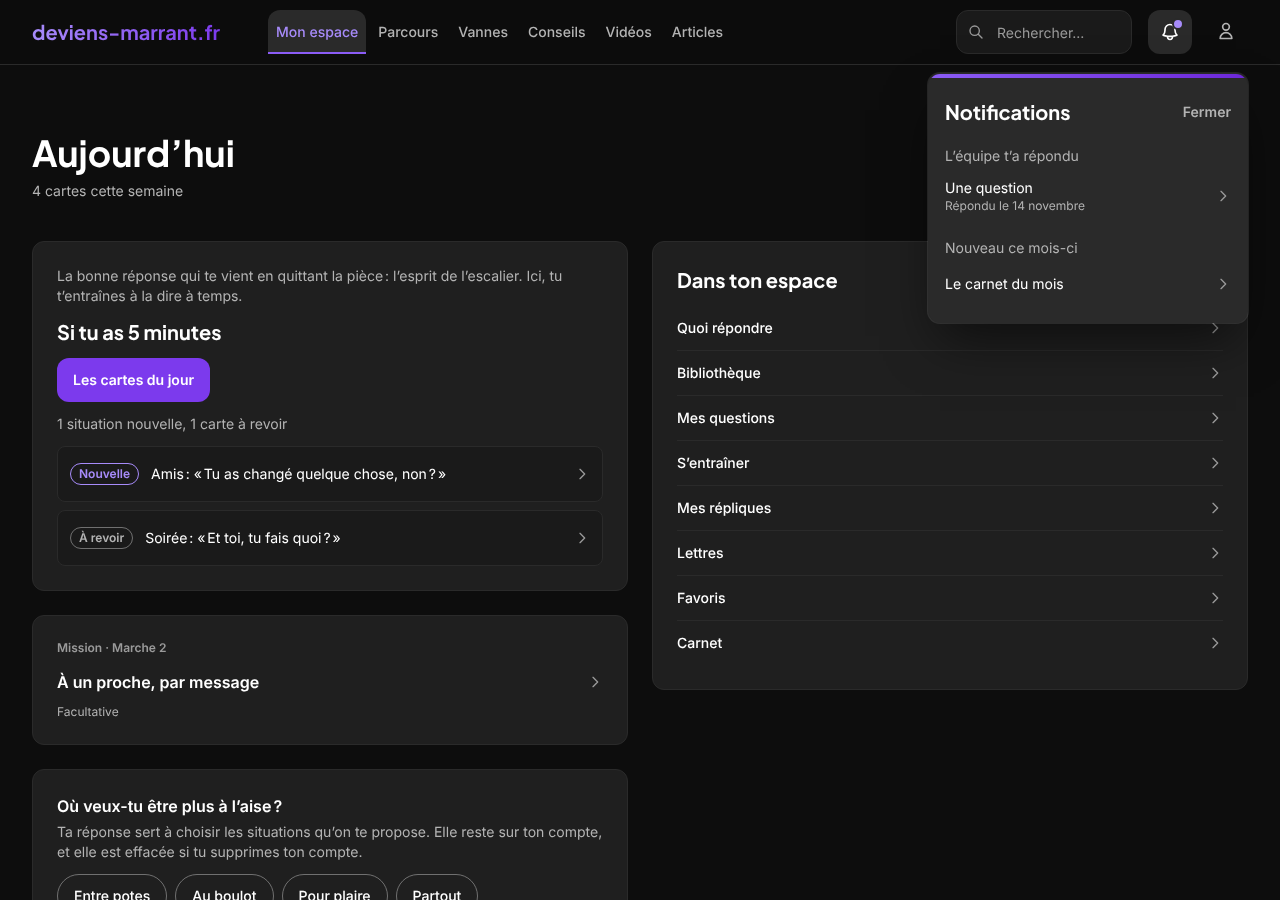 deviens-marrant.fr
Mon espace
Parcours
Vannes
Conseils
Vidéos
Articles
Rechercher…
Notifications
Fermer
L’équipe t’a répondu
Une question
Répondu le 14 novembre
Nouveau ce mois-ci
Le carnet du mois
Aujourd’hui
4 cartes cette semaine
La bonne réponse qui te vient en quittant la pièce : l’esprit de l’escalier. Ici, tu
t’entraînes à la dire à temps.
Si tu as 5 minutes
Les cartes du jour
1 situation nouvelle, 1 carte à revoir
Nouvelle
Amis : « Tu as changé quelque chose, non ? »
À revoir
Soirée : « Et toi, tu fais quoi ? »
Mission · Marche 2
À un proche, par message
Facultative
Où veux-tu être plus à l’aise ?
Ta réponse sert à choisir les situations qu’on te propose. Elle reste sur ton compte,
et elle est effacée si tu supprimes ton compte.
Entre potes
Au boulot
Pour plaire
Partout
Dans ton espace
Quoi répondre
Bibliothèque
Mes questions
S’entraîner
Mes répliques
Lettres
Favoris
Carnet